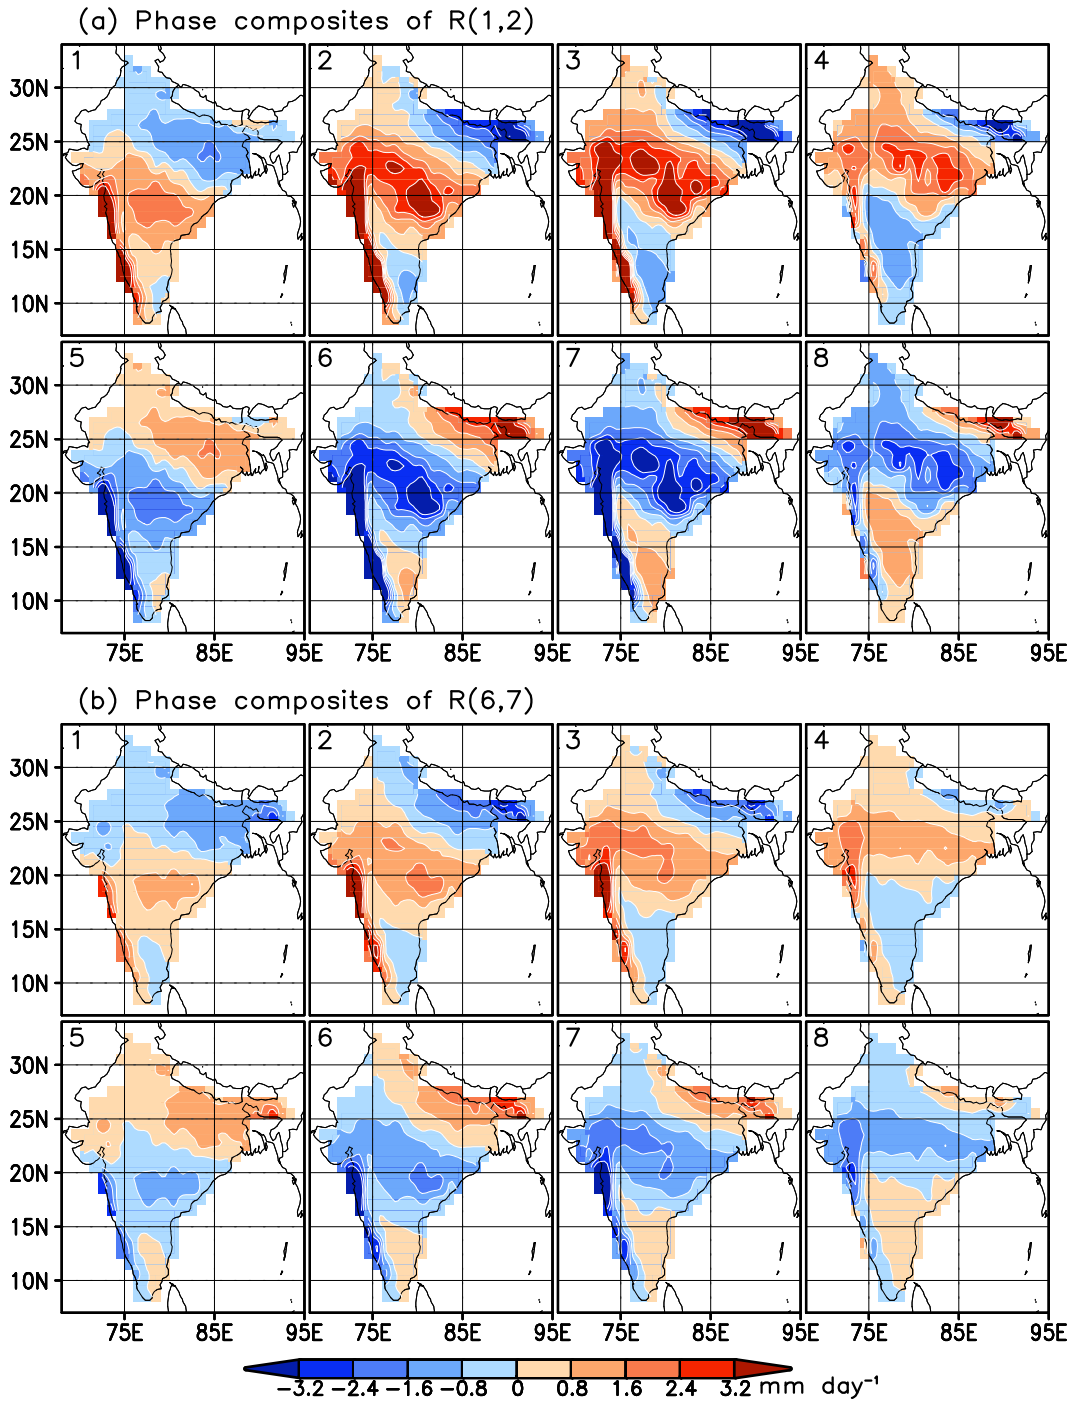 (a) Phase composites of R(1,2)
1 2 3 4
30N
25N
20N
15N
10N
5 6 7 8
30N
25N
20N
15N
10N
75E 85E 95E 75E 85E 95E 75E 85E 95E 75E 85E 95E
(b) Phase composites of R(6,7)
1 2 3 4
30N
25N
20N
15N
10N
5 6 7 8
30N
25N
20N
15N
10N
75E 85E 95E 75E 85E 95E 75E 85E 95E 75E 85E 95E
−3.2 −2.4 −1.6 −0.8 0 0.8 1.6 2.4 3.2 mm day⁻¹